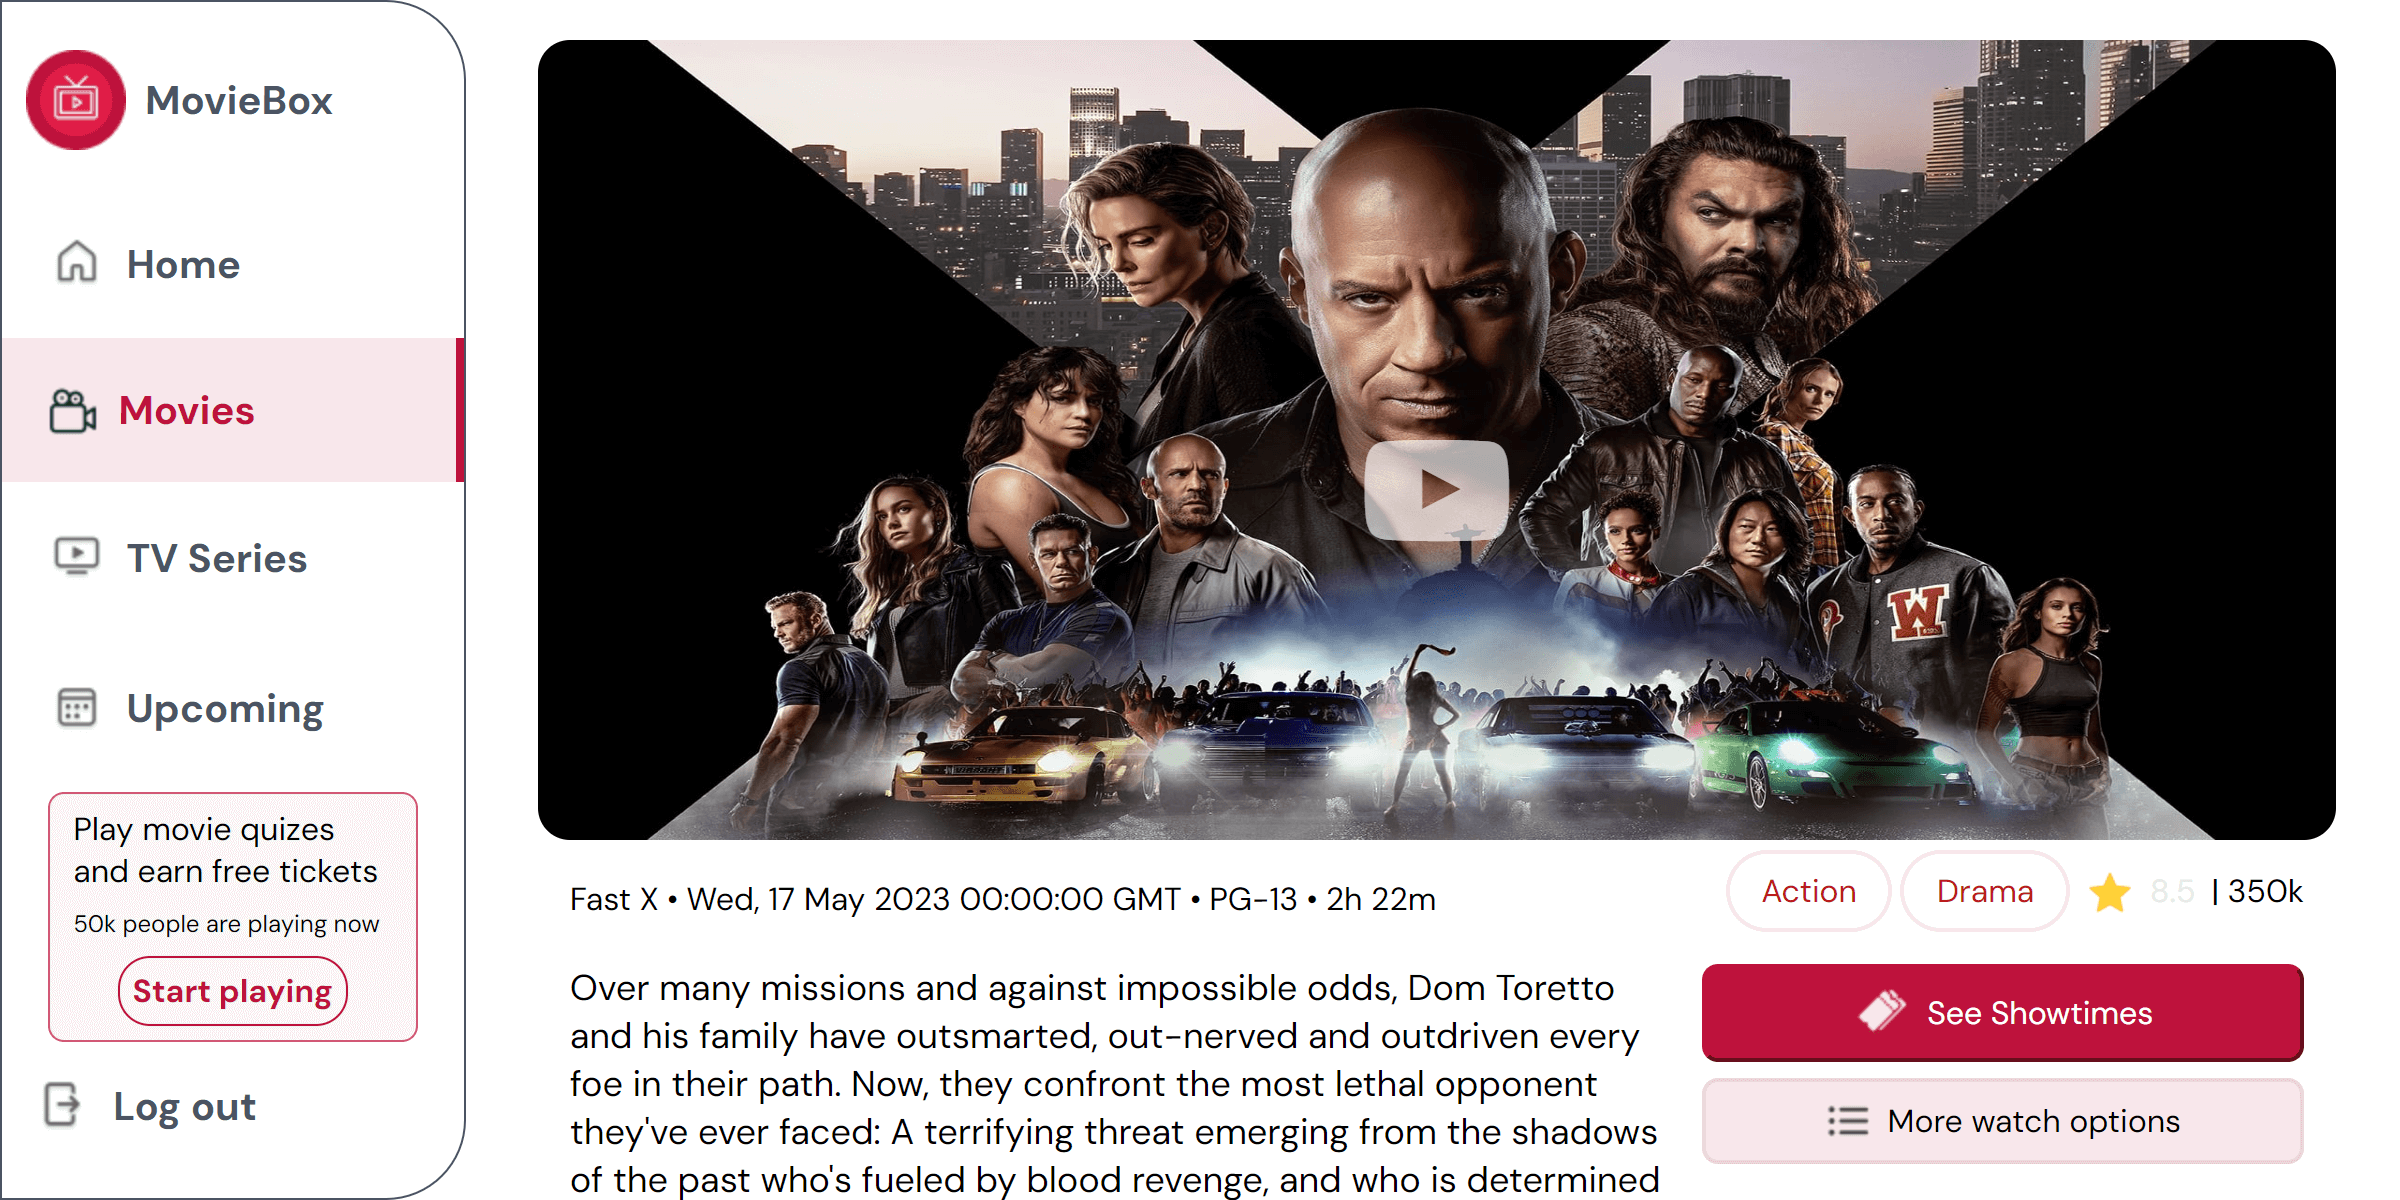 MovieBox
Home
Movies
TV Series
Upcoming
Play movie quizes
and earn free tickets
50k people are playing now
Start playing
Log out
W
Fast X • Wed, 17 May 2023 00:00:00 GMT • PG-13 • 2h 22m
Action
Drama
8.5 | 350k
Over many missions and against impossible odds, Dom Toretto
and his family have outsmarted, out-nerved and outdriven every
foe in their path. Now, they confront the most lethal opponent
they've ever faced: A terrifying threat emerging from the shadows
of the past who's fueled by blood revenge, and who is determined
See Showtimes
More watch options